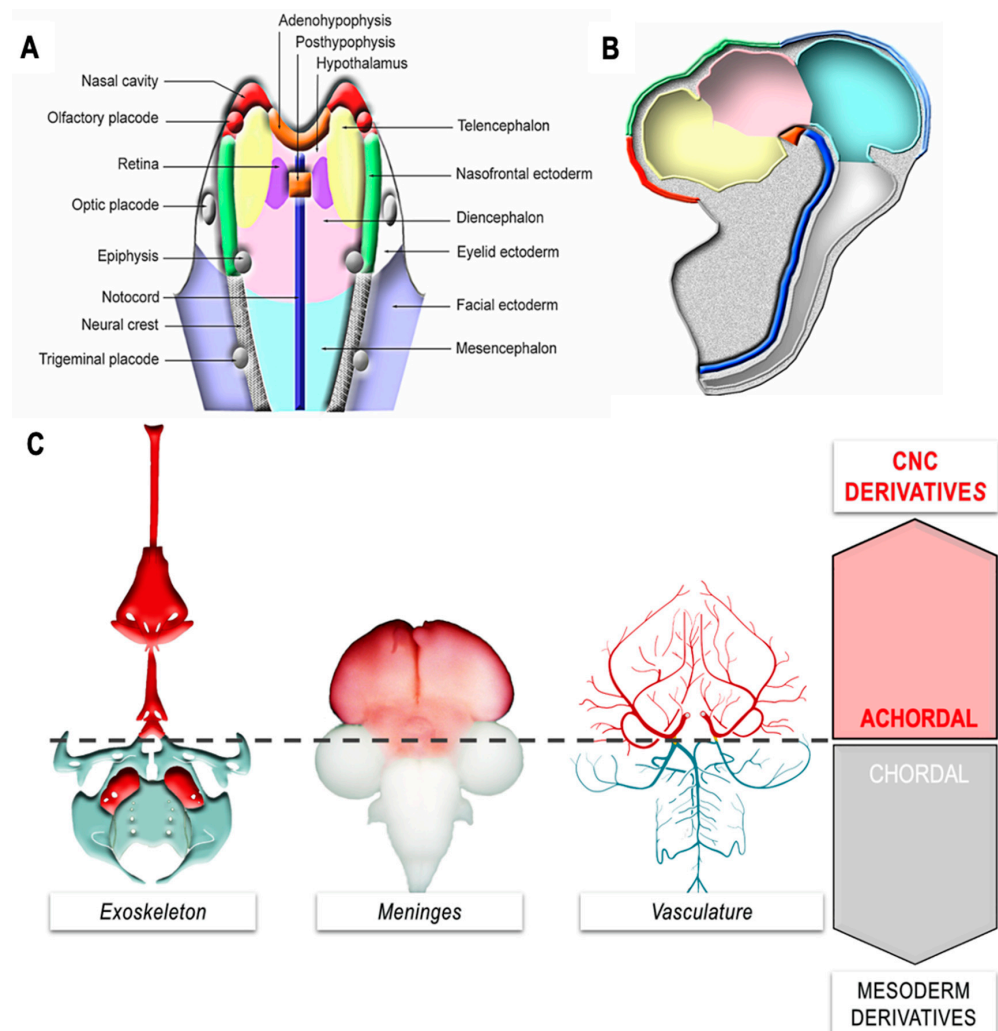 A
Adenohypophysis
Posthypophysis
Hypothalamus
Nasal cavity
Olfactory placode
Retina
Optic placode
Epiphysis
Notocord
Neural crest
Trigeminal placode
Telencephalon
Nasofrontal ectoderm
Diencephalon
Eyelid ectoderm
Facial ectoderm
Mesencephalon
B
C
CNC
DERIVATIVES
ACHORDAL
CHORDAL
Exoskeleton
Meninges
Vasculature
MESODERM
DERIVATIVES